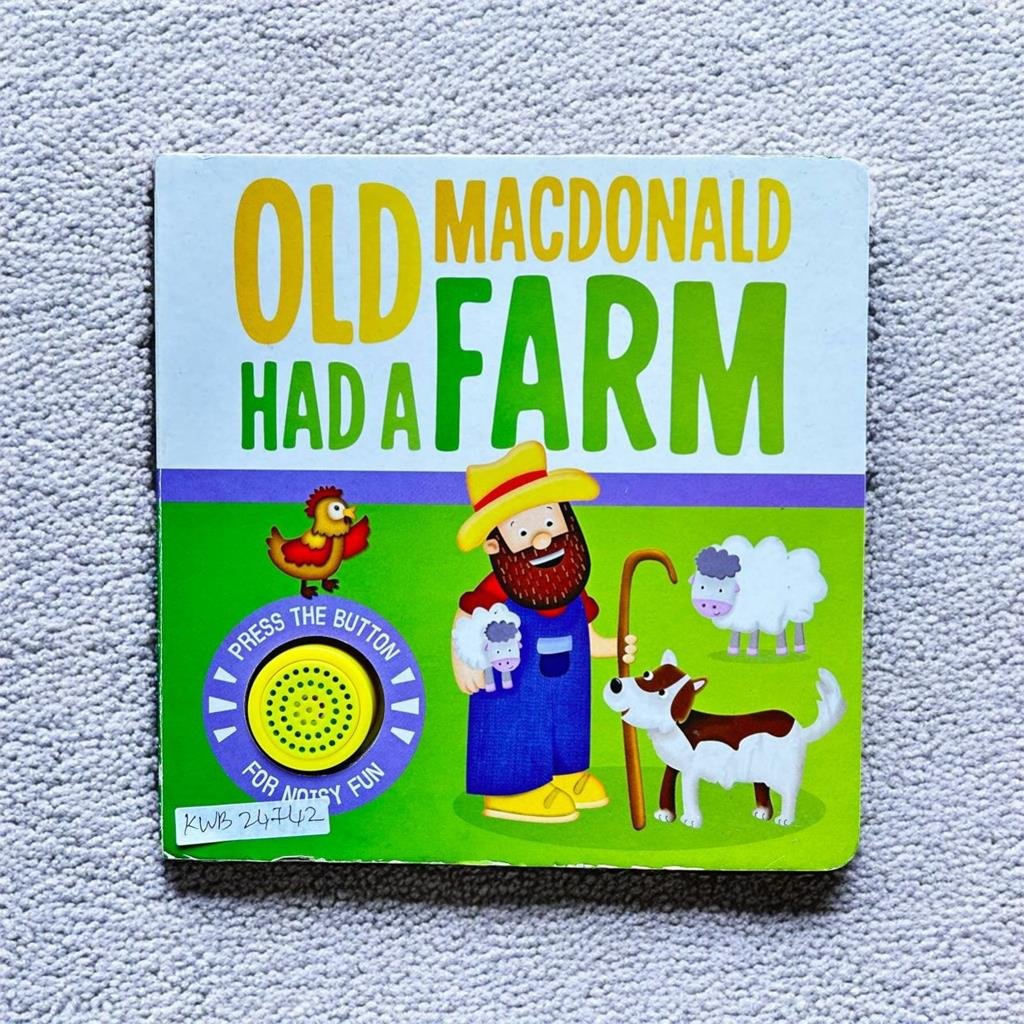 OLD MACDONALD
HAD A FARM
PRESS THE BUTTON
FOR NOISY FUN
KWB 24742